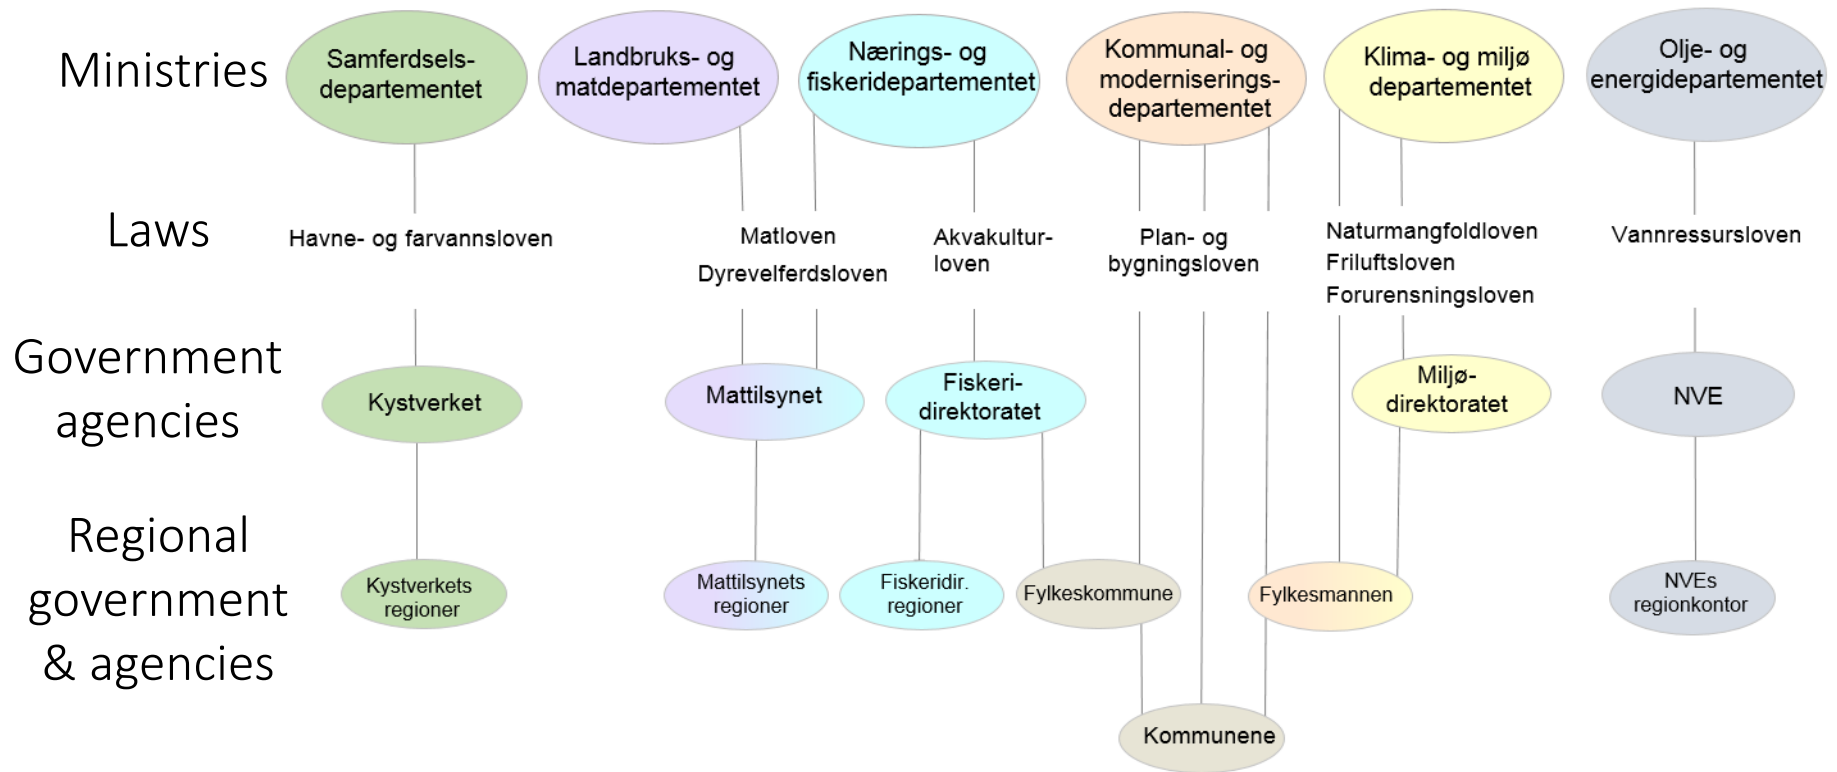 Ministries
Samferdsels-
departementet
Landbruks- og
matdepartementet
Nærings- og
fiskeridepartementet
Kommunal- og
moderniserings-
departementet
Klima- og miljø
departementet
Olje- og
energidepartementet
Laws
Havne- og farvannsloven
Matloven
Dyrevelferdsloven
Akvakultur-
loven
Plan- og
bygningsloven
Naturmangfoldloven
Friluftsloven
Forurensningsloven
Vannressursloven
Government
agencies
Kystverket
Mattilsynet
Fiskeri-
direktoratet
Miljø-
direktoratet
NVE
Regional
government
& agencies
Kystverkets
regioner
Mattilsynets
regioner
Fiskeridir.
regioner
Fylkeskommune
Fylkesmannen
NVEs
regionkontor
Kommunene